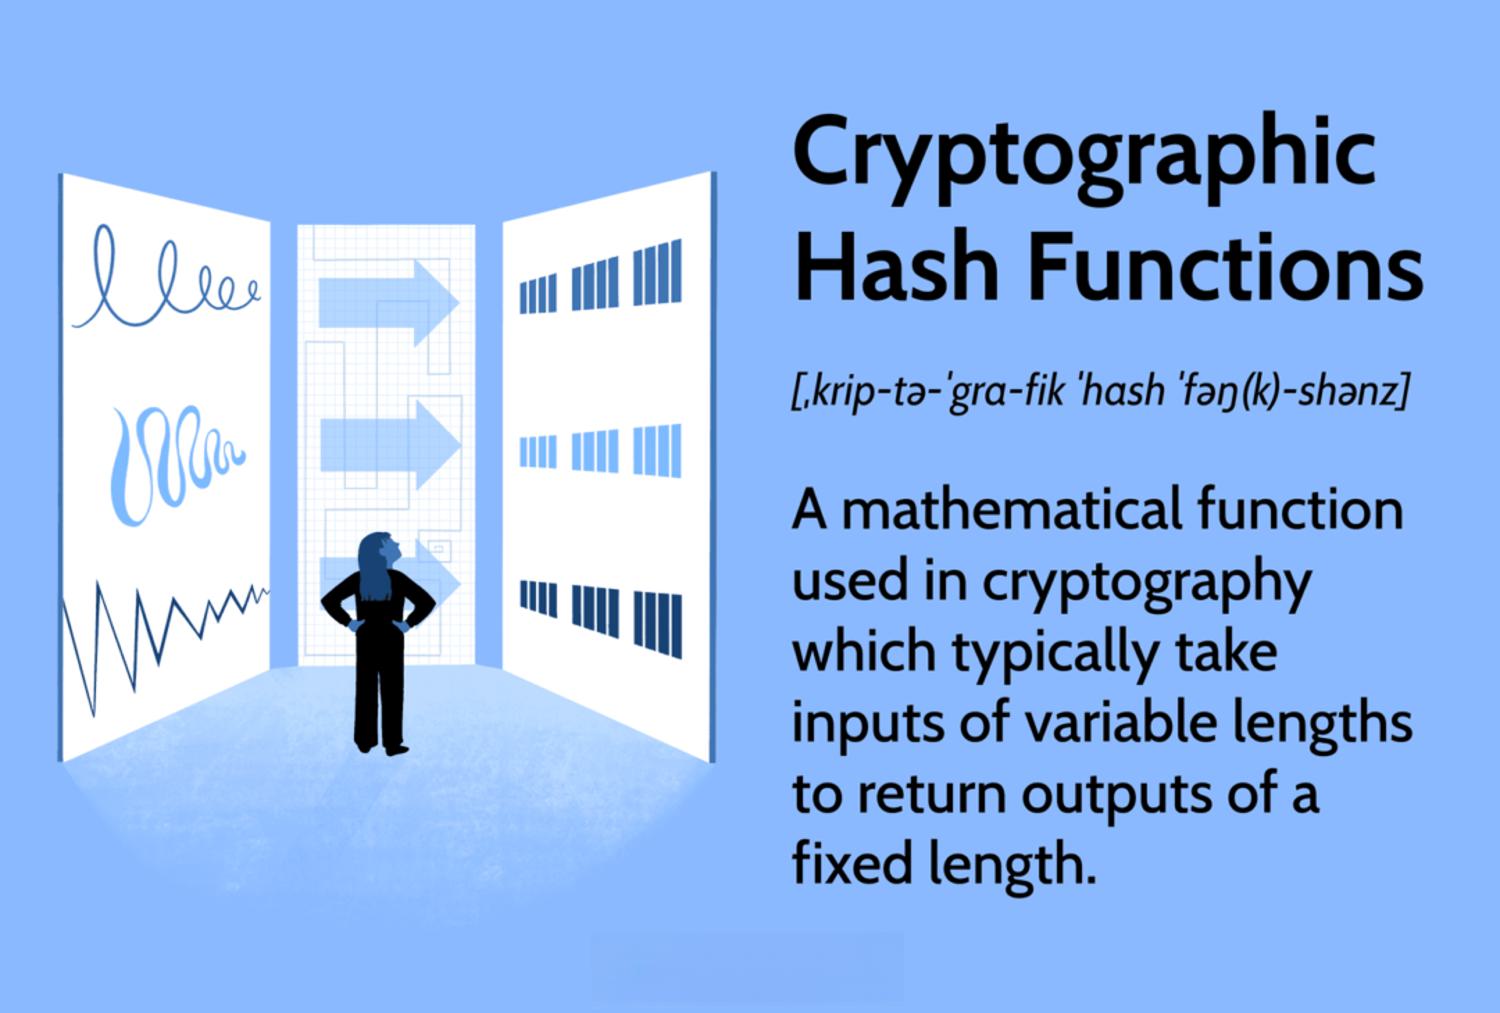 Cryptographic
Hash Functions
[ˌkrip-tə-ˈgra-fik ˈhash ˈfəŋ(k)-shənz]
A mathematical function
used in cryptography
which typically take
inputs of variable lengths
to return outputs of a
fixed length.